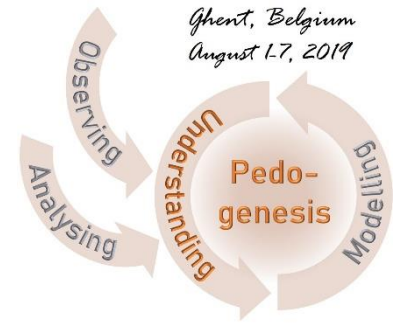 Ghent, Belgium
August 1-7, 2019
Observing
Analysing
Understanding
Pedo-
genesis
Modelling